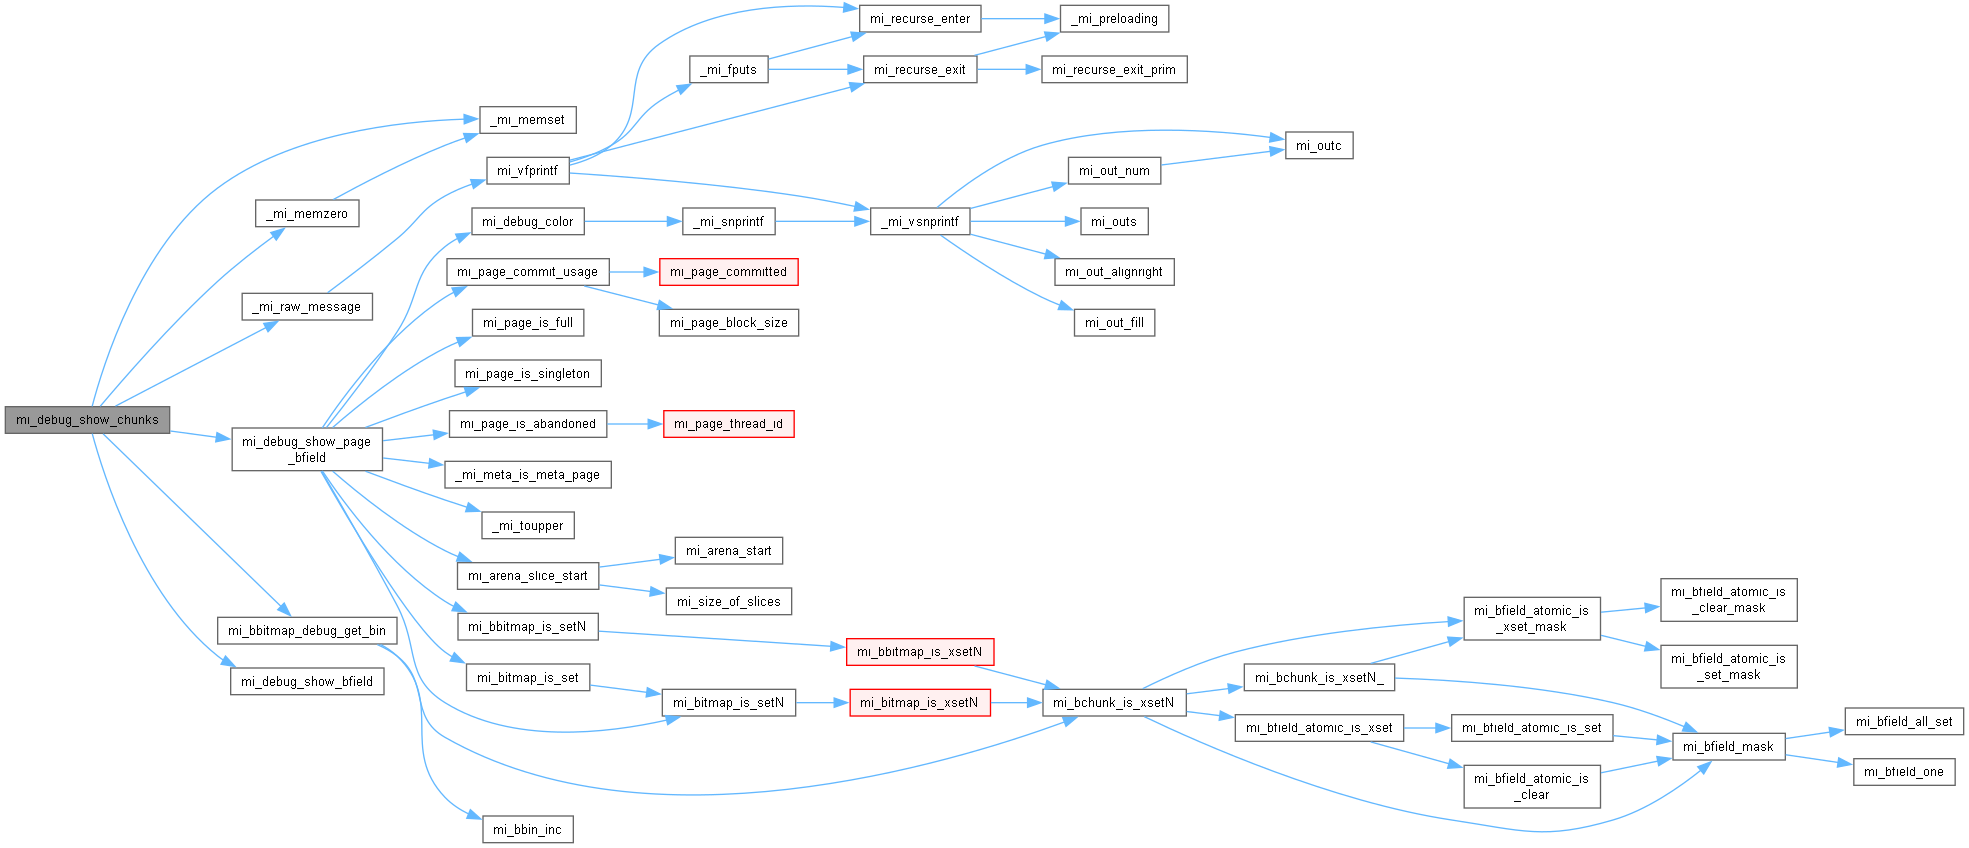 mi_recurse_enter
_mi_preloading
_mi_fputs
mi_recurse_exit
mi_recurse_exit_prim
_mi_memset
mi_outc
mi_vfprintf
mi_out_num
_mi_memzero
mi_debug_color
_mi_snprintf
_mi_vsnprintf
mi_outs
mi_page_commit_usage
mi_page_committed
mi_out_alignright
_mi_raw_message
mi_page_is_full
mi_page_block_size
mi_out_fill
mi_page_is_singleton
mi_debug_show_chunks
mi_page_is_abandoned
mi_page_thread_id
mi_debug_show_page
_bfield
_mi_meta_is_meta_page
_mi_toupper
mi_arena_start
mi_arena_slice_start
mi_size_of_slices
mi_bfield_atomic_is
_clear_mask
mi_bfield_atomic_is
_xset_mask
mi_bbitmap_debug_get_bin
mi_bbitmap_is_setN
mi_bbitmap_is_xsetN
mi_bfield_atomic_is
_set_mask
mi_debug_show_bfield
mi_bitmap_is_set
mi_bchunk_is_xsetN_
mi_bitmap_is_setN
mi_bitmap_is_xsetN
mi_bchunk_is_xsetN
mi_bfield_all_set
mi_bfield_atomic_is_xset
mi_bfield_atomic_is_set
mi_bfield_mask
mi_bfield_one
mi_bfield_atomic_is
_clear
mi_bbin_inc